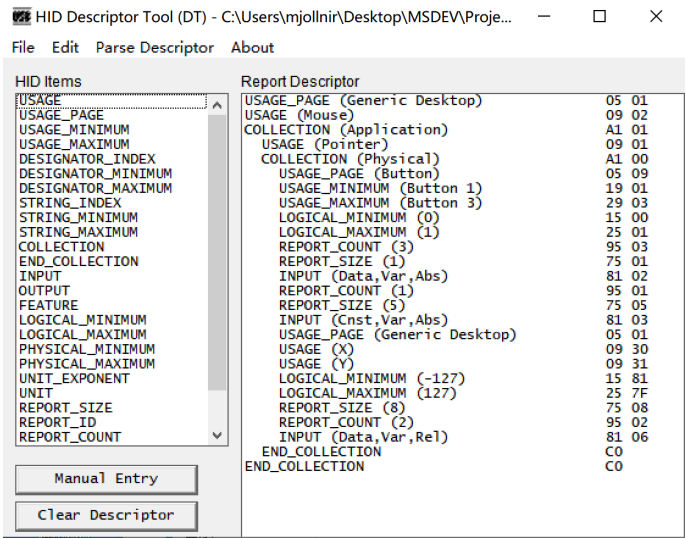 HID Descriptor Tool (DT) - C:\Users\mjollnir\Desktop\MSDEV\Proje...
File Edit Parse Descriptor About
HID Items
USAGE
USAGE_PAGE
USAGE_MINIMUM
USAGE_MAXIMUM
DESIGNATOR_INDEX
DESIGNATOR_MINIMUM
DESIGNATOR_MAXIMUM
STRING_INDEX
STRING_MINIMUM
STRING_MAXIMUM
COLLECTION
END_COLLECTION
INPUT
OUTPUT
FEATURE
LOGICAL_MINIMUM
LOGICAL_MAXIMUM
PHYSICAL_MINIMUM
PHYSICAL_MAXIMUM
UNIT_EXPONENT
UNIT
REPORT_SIZE
REPORT_ID
REPORT_COUNT
Manual Entry
Clear Descriptor
Report Descriptor
USAGE_PAGE (Generic Desktop) 05 01
USAGE (Mouse) 09 02
COLLECTION (Application) A1 01
USAGE (Pointer) 09 01
COLLECTION (Physical) A1 00
USAGE_PAGE (Button) 05 09
USAGE_MINIMUM (Button 1) 19 01
USAGE_MAXIMUM (Button 3) 29 03
LOGICAL_MINIMUM (0) 15 00
LOGICAL_MAXIMUM (1) 25 01
REPORT_COUNT (3) 95 03
REPORT_SIZE (1) 75 01
INPUT (Data,Var,Abs) 81 02
REPORT_COUNT (1) 95 01
REPORT_SIZE (5) 75 05
INPUT (Cnst,Var,Abs) 81 03
USAGE_PAGE (Generic Desktop) 05 01
USAGE (X) 09 30
USAGE (Y) 09 31
LOGICAL_MINIMUM (-127) 15 81
LOGICAL_MAXIMUM (127) 25 7F
REPORT_SIZE (8) 75 08
REPORT_COUNT (2) 95 02
INPUT (Data,Var,Rel) 81 06
END_COLLECTION C0
END_COLLECTION C0